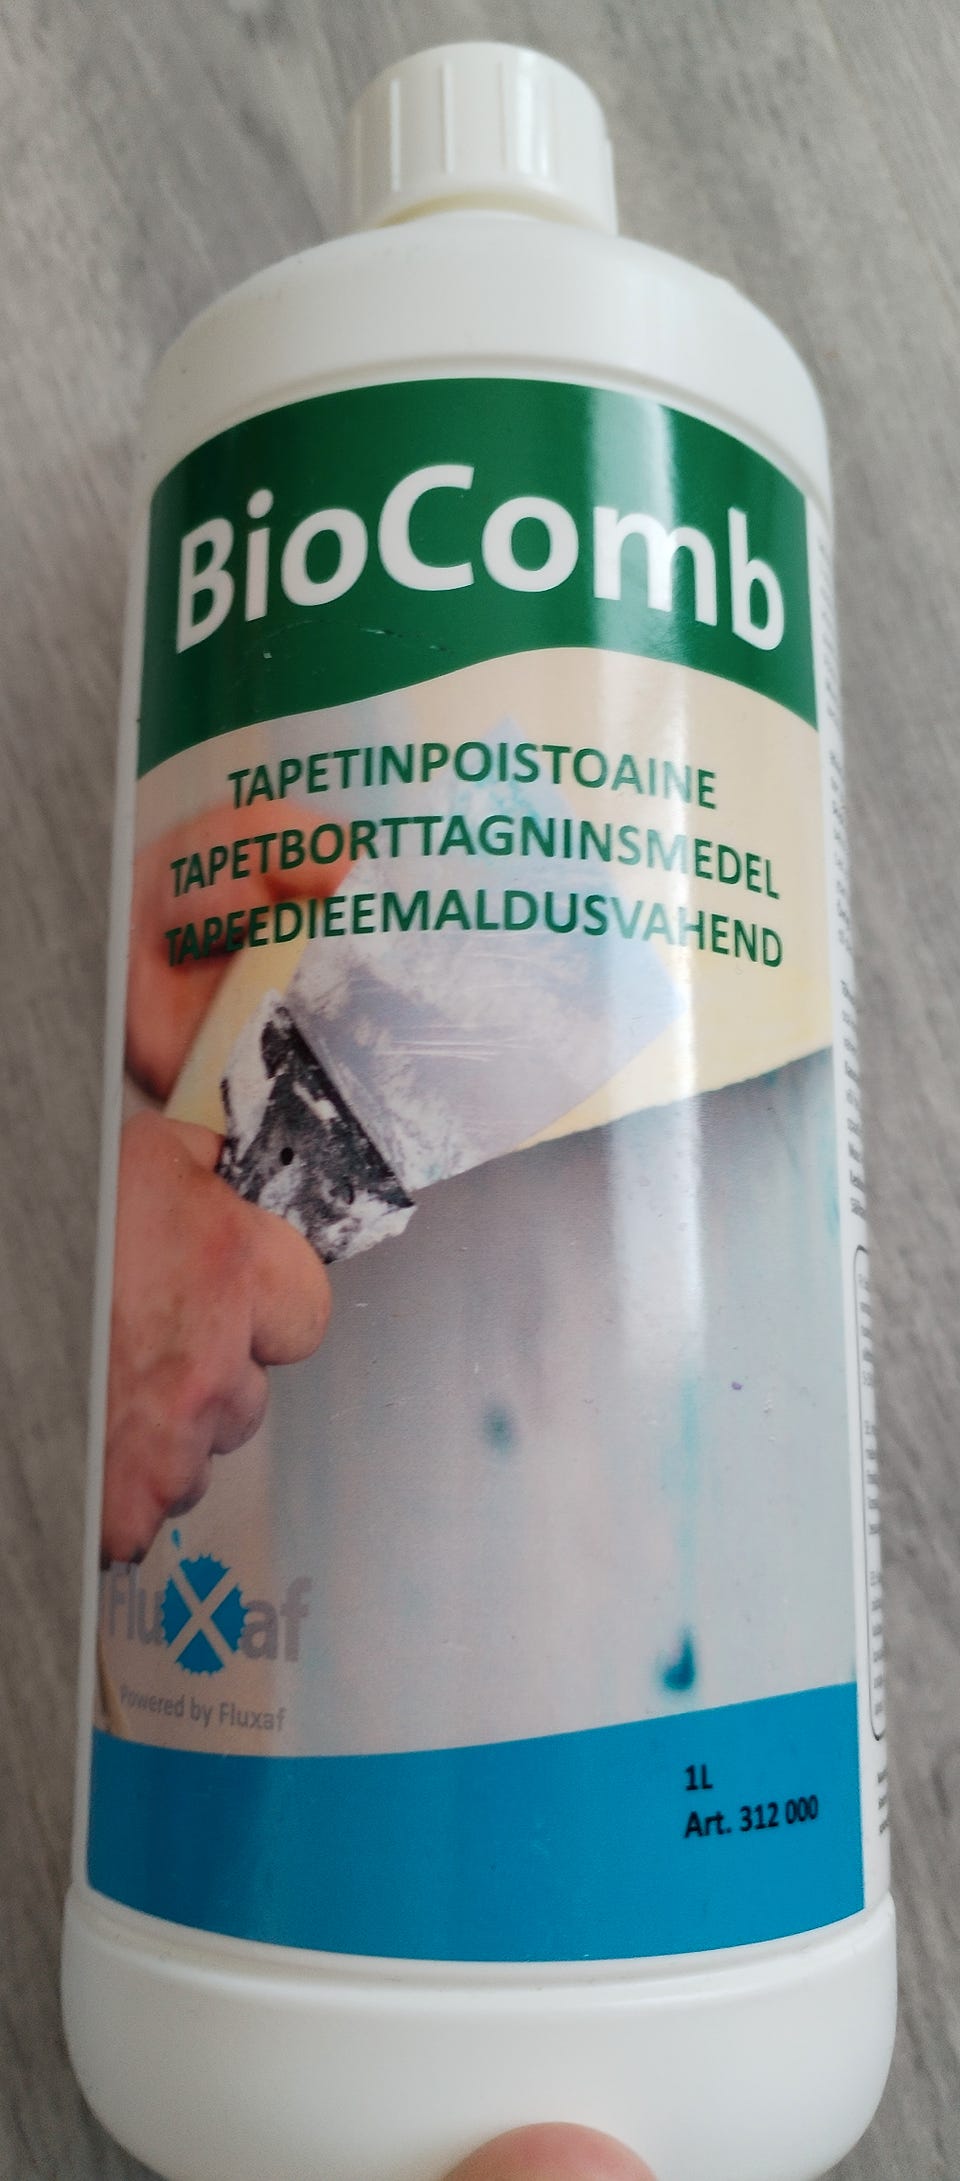 BioComb
TAPETINPOISTOAINE
TAPETBORTTAGNINSMEDEL
TAPEEDIEEMALDUSVAHEND
FluXaf
Powered by Fluxaf
1L
Art. 312 000